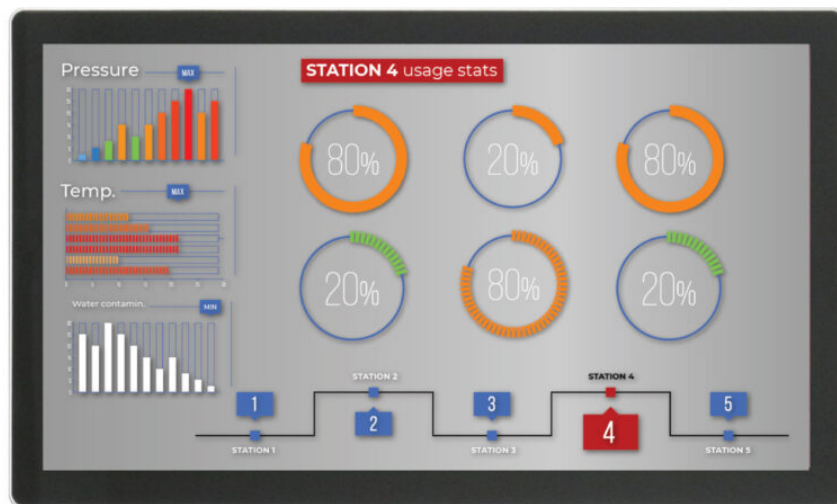 Pressure
MAX
Temp.
MAX
Water contamin.
MIN
STATION 4 usage stats
80%
20%
80%
20%
80%
20%
STATION 2
STATION 4
1
3
5
2
4
STATION 1
STATION 3
STATION 5